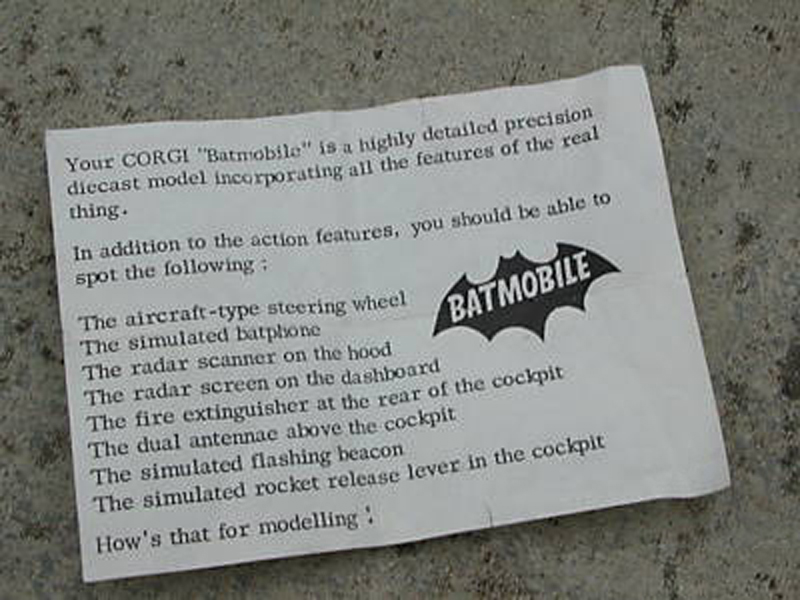 Your CORGI "Batmobile" is a highly detailed precision
diecast model incorporating all the features of the real
thing.
In addition to the action features, you should be able to
spot the following :
The aircraft-type steering wheel
The simulated batphone
The radar scanner on the hood
The radar screen on the dashboard
The fire extinguisher at the rear of the cockpit
The dual antennae above the cockpit
The simulated flashing beacon
The simulated rocket release lever in the cockpit
BATMOBILE
How's that for modelling !